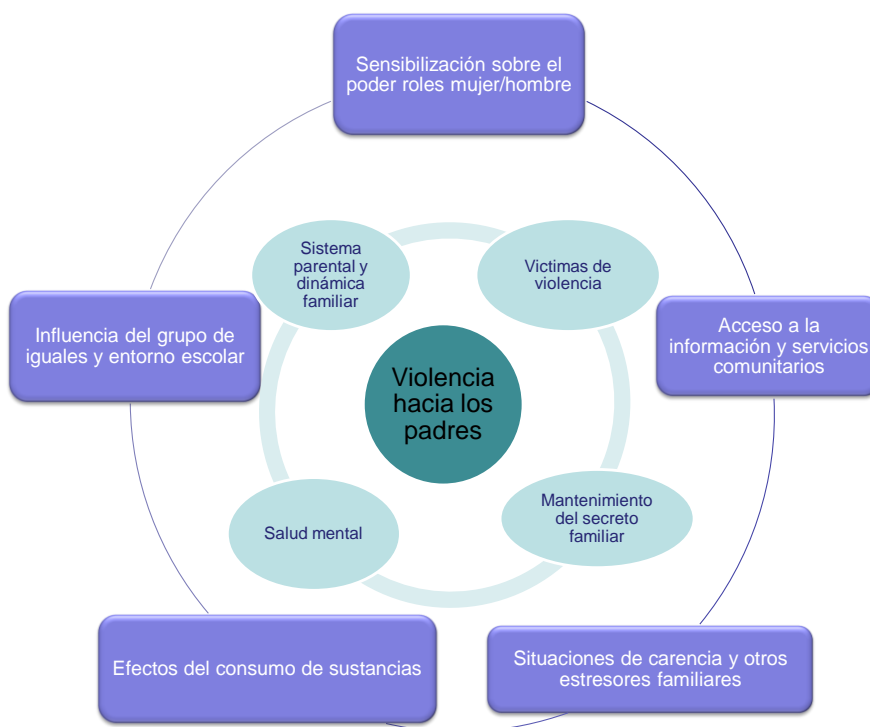 Sensibilización sobre el
poder roles mujer/hombre
Sistema
parental y
dinámica
familiar
Victimas de
violencia
Influencia del grupo de
iguales y entorno escolar
Acceso a la
información y servicios
comunitarios
Violencia
hacia los
padres
Salud mental
Mantenimiento
del secreto
familiar
Efectos del consumo de sustancias
Situaciones de carencia y otros
estresores familiares